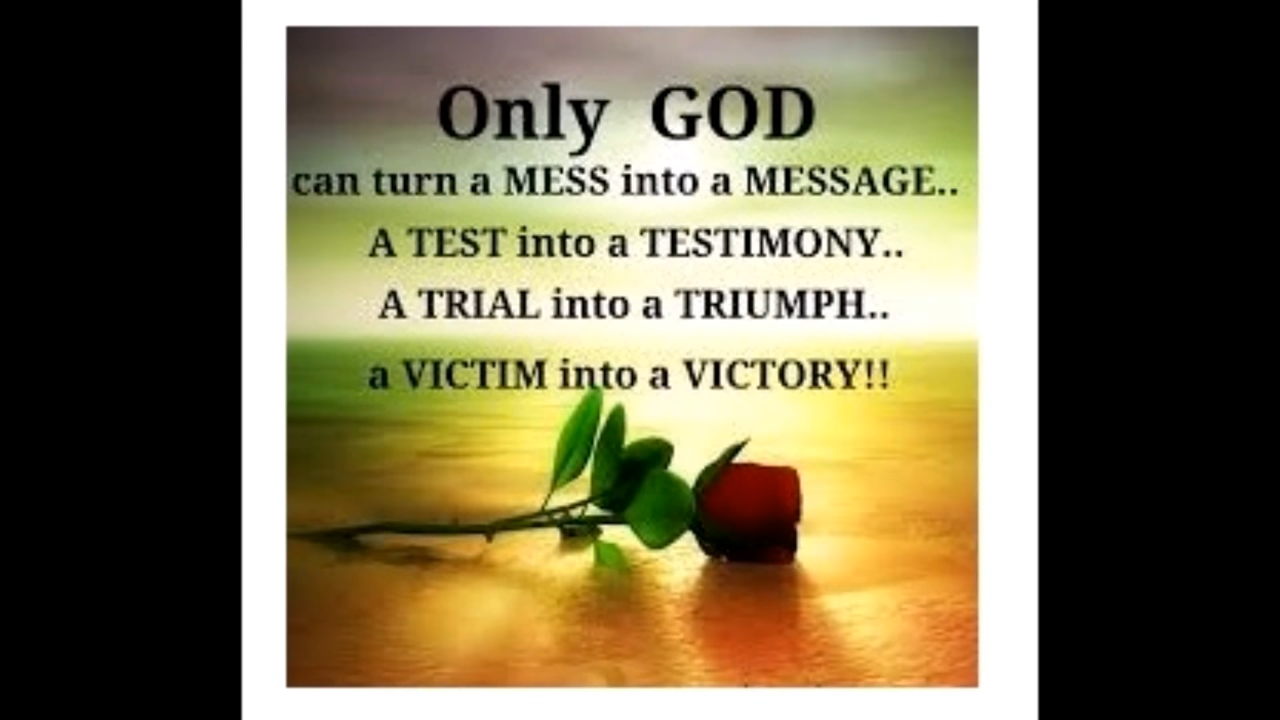 Only GOD
can turn a MESS into a MESSAGE..
A TEST into a TESTIMONY..
A TRIAL into a TRIUMPH..
a VICTIM into a VICTORY!!